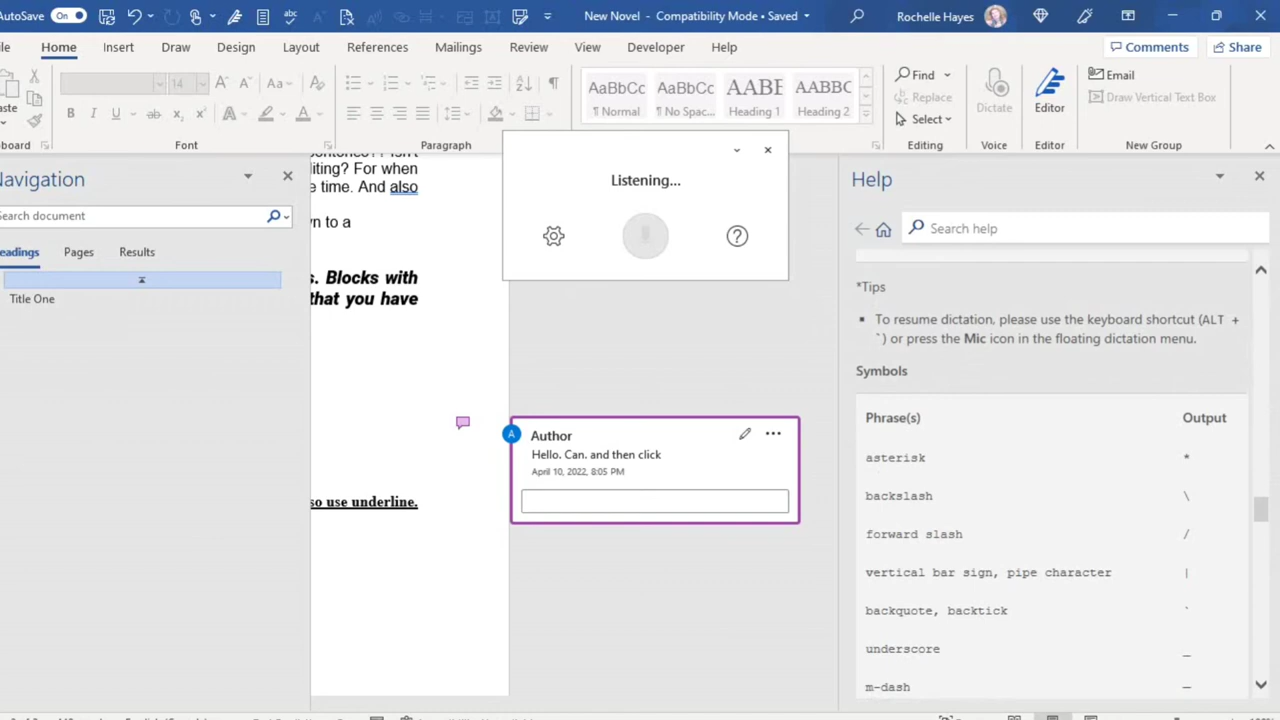 AutoSave On New Novel - Compatibility Mode • Saved Rochelle Hayes
Home Insert Draw Design Layout References Mailings Review View Developer Help Comments Share
14 Aa
AaBbCc AaBbCc AABB AABBC
¶ Normal ¶ No Spac... Heading 1 Heading 2
Find
Replace
Select
Dictate
Editor
Email
Draw Vertical Text Box
Font Paragraph Editing Voice Editor New Group
Navigation
Search document
Headings Pages Results
Title One
liting? For when
e time. And also
vn to a
s. Blocks with
that you have
so use underline.
Listening...
Author
Hello. Can. and then click
April 10, 2022, 8:05 PM
Help
Search help
*Tips
To resume dictation, please use the keyboard shortcut (ALT +
`) or press the Mic icon in the floating dictation menu.
Symbols
Phrase(s) Output
asterisk *
backslash \
forward slash /
vertical bar sign, pipe character |
backquote, backtick `
underscore _
m-dash —